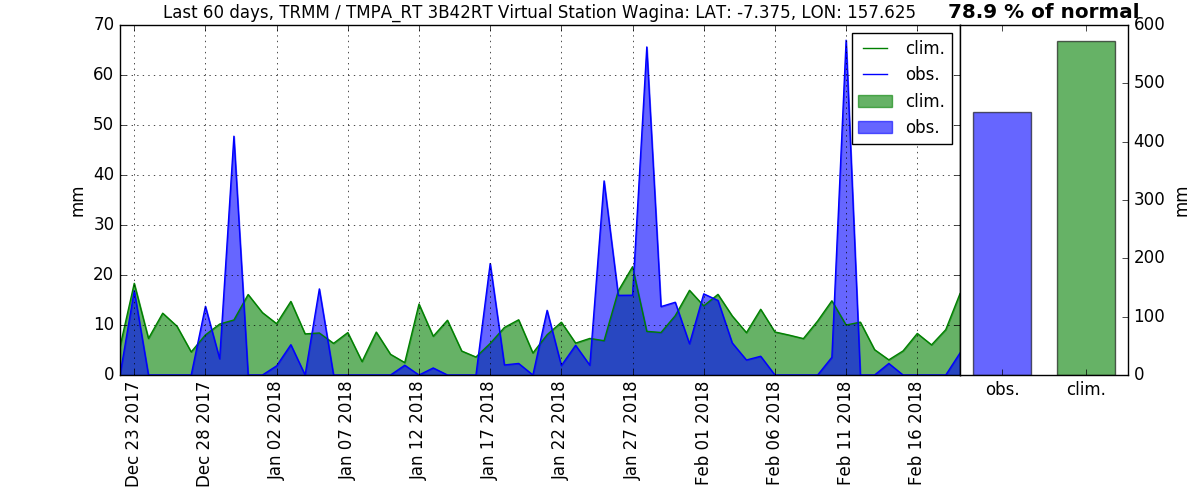 Last 60 days, TRMM / TMPA_RT 3B42RT Virtual Station Wagina: LAT: -7.375, LON: 157.625
78.9 % of normal
70
60
50
40
30
20
10
0
mm
clim.
obs.
clim.
obs.
600
500
400
300
200
100
0
mm
Dec 23 2017
Dec 28 2017
Jan 02 2018
Jan 07 2018
Jan 12 2018
Jan 17 2018
Jan 22 2018
Jan 27 2018
Feb 01 2018
Feb 06 2018
Feb 11 2018
Feb 16 2018
obs.
clim.